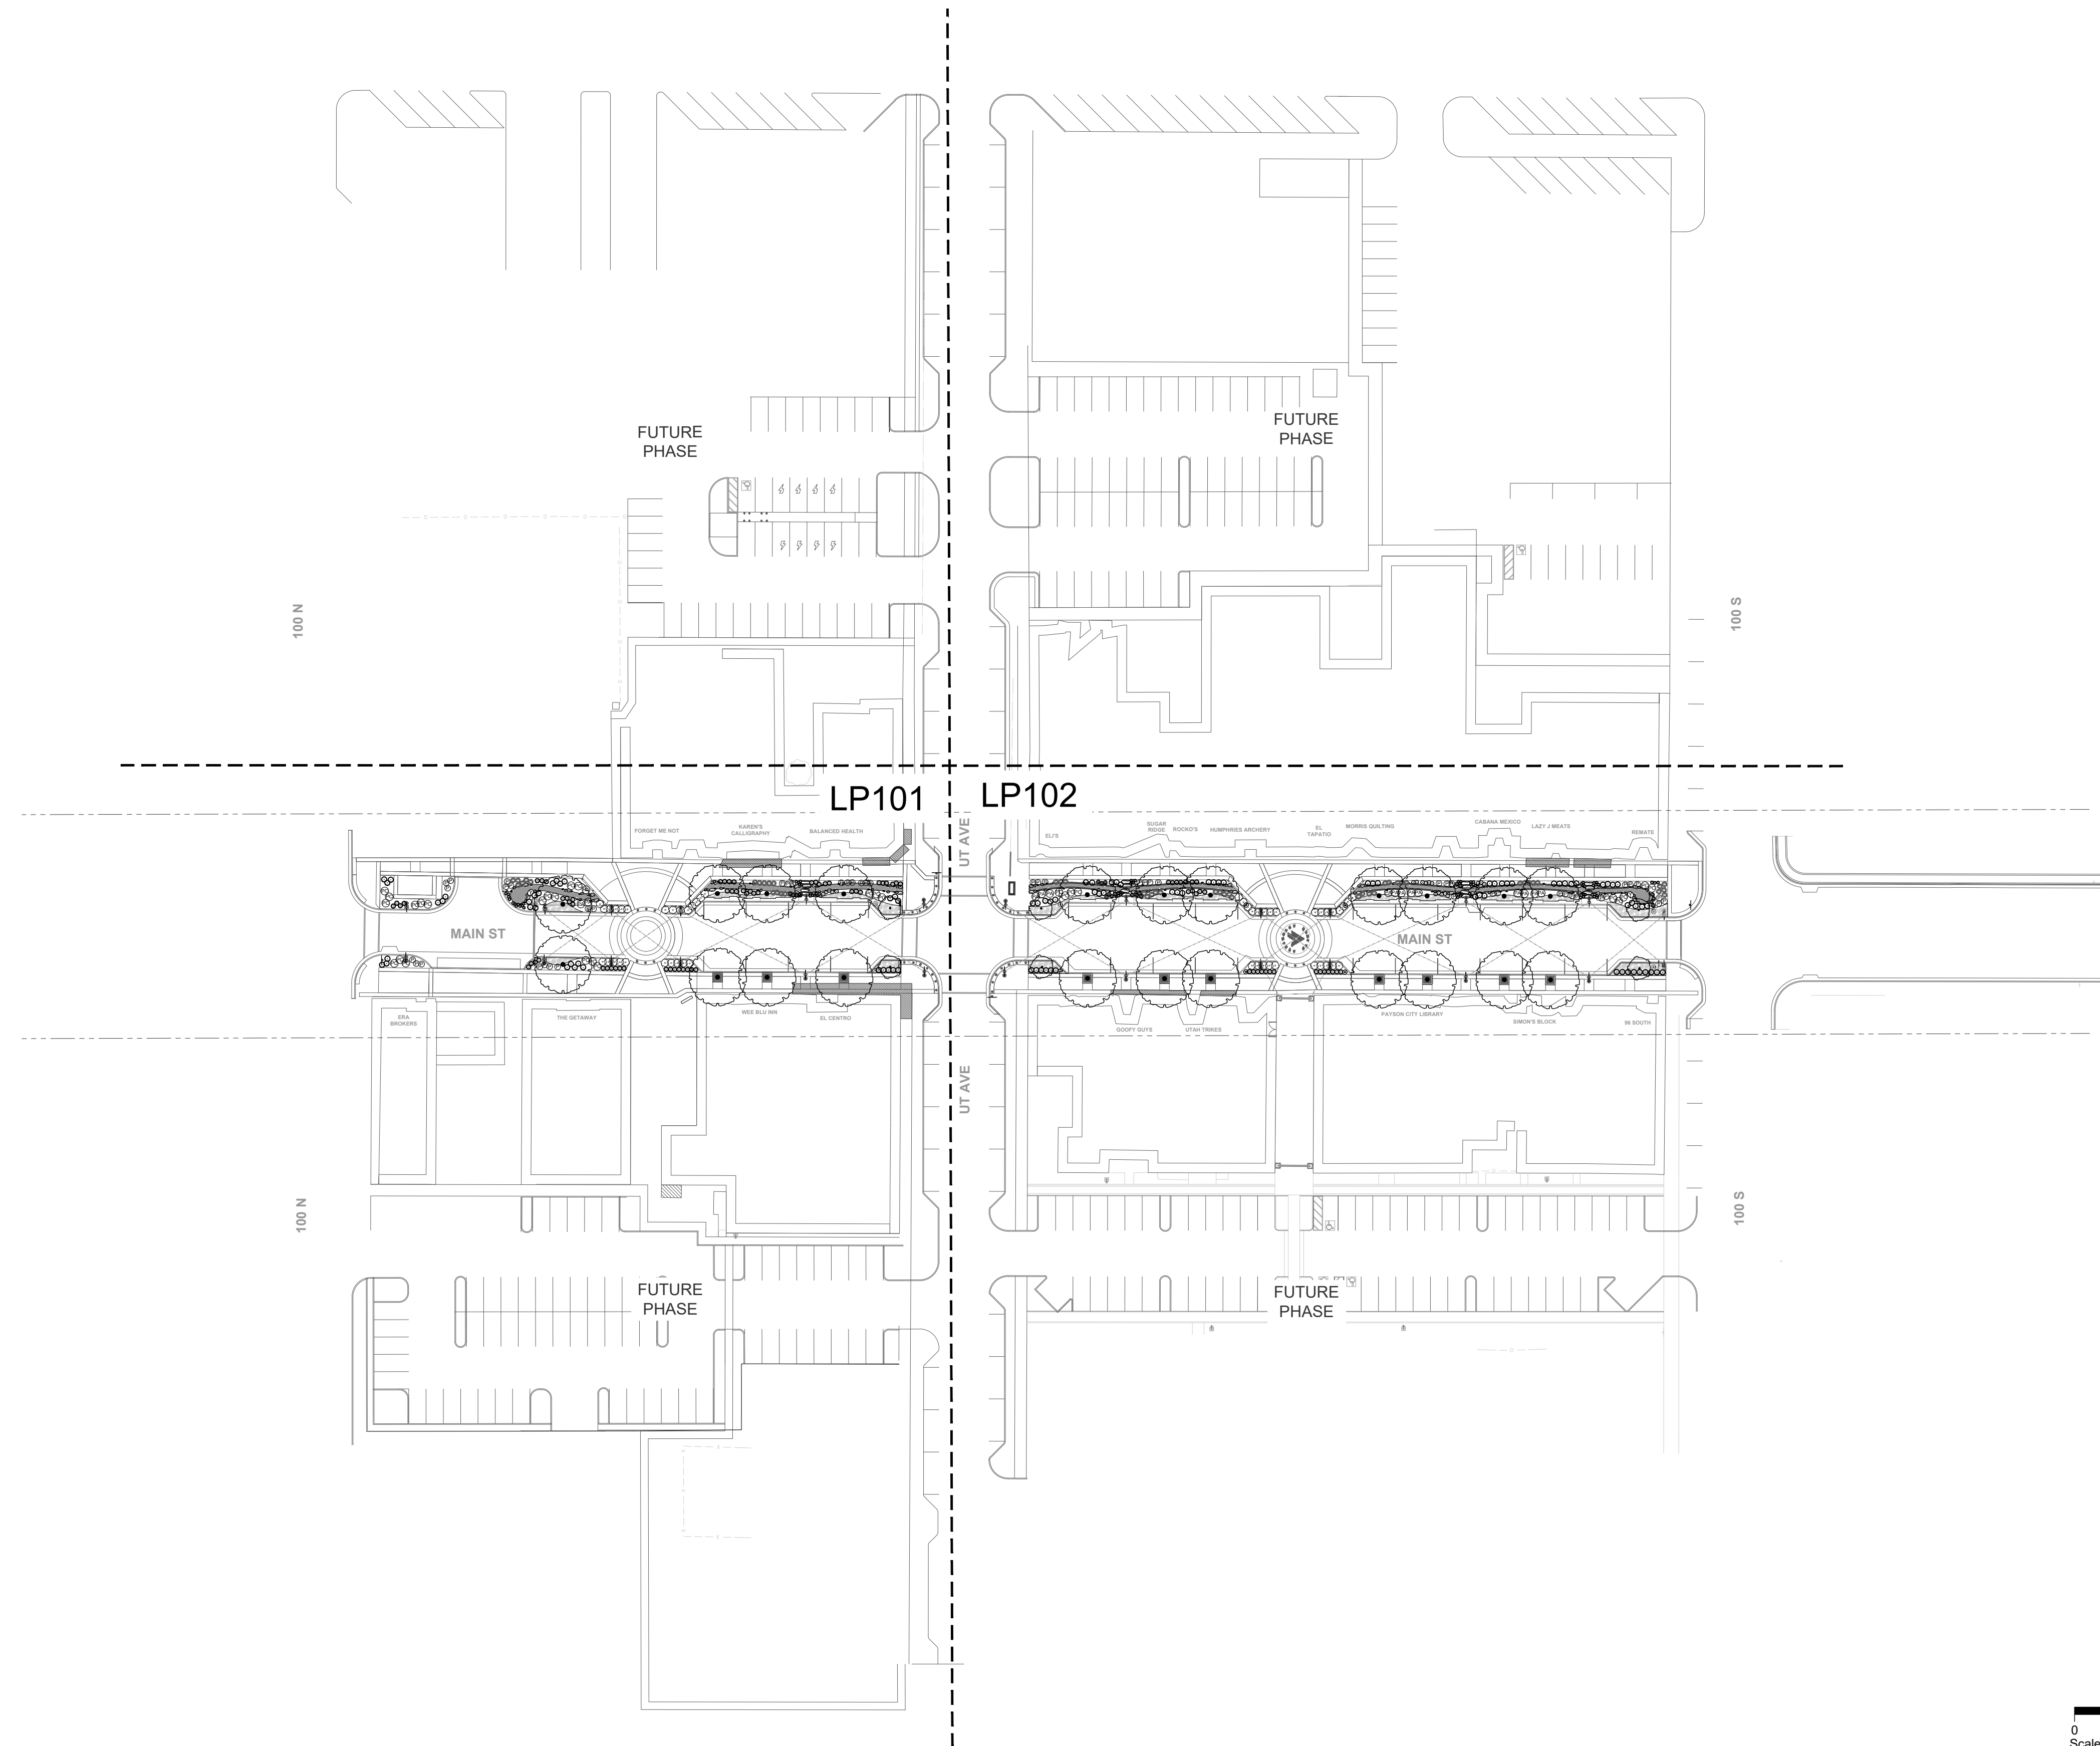 FUTURE
PHASE
FUTURE
PHASE
100 N
100 S
LP101
LP102
UT AVE
FORGET ME NOT
KAREN'S
CALLIGRAPHY
BALANCED HEALTH
ELI'S
SUGAR
RIDGE
ROCKO'S
HUMPHRIES ARCHERY
EL
TAPATIO
MORRIS QUILTING
CABANA MEXICO
LAZY J MEATS
REMATE
MAIN ST
MAIN ST
ERA
BROKERS
THE GETAWAY
WEE BLU INN
EL CENTRO
GOOFY GUYS
UTAH TRIKES
PAYSON CITY LIBRARY
SIMON'S BLOCK
96 SOUTH
UT AVE
100 N
100 S
FUTURE
PHASE
FUTURE
PHASE
0
Scale